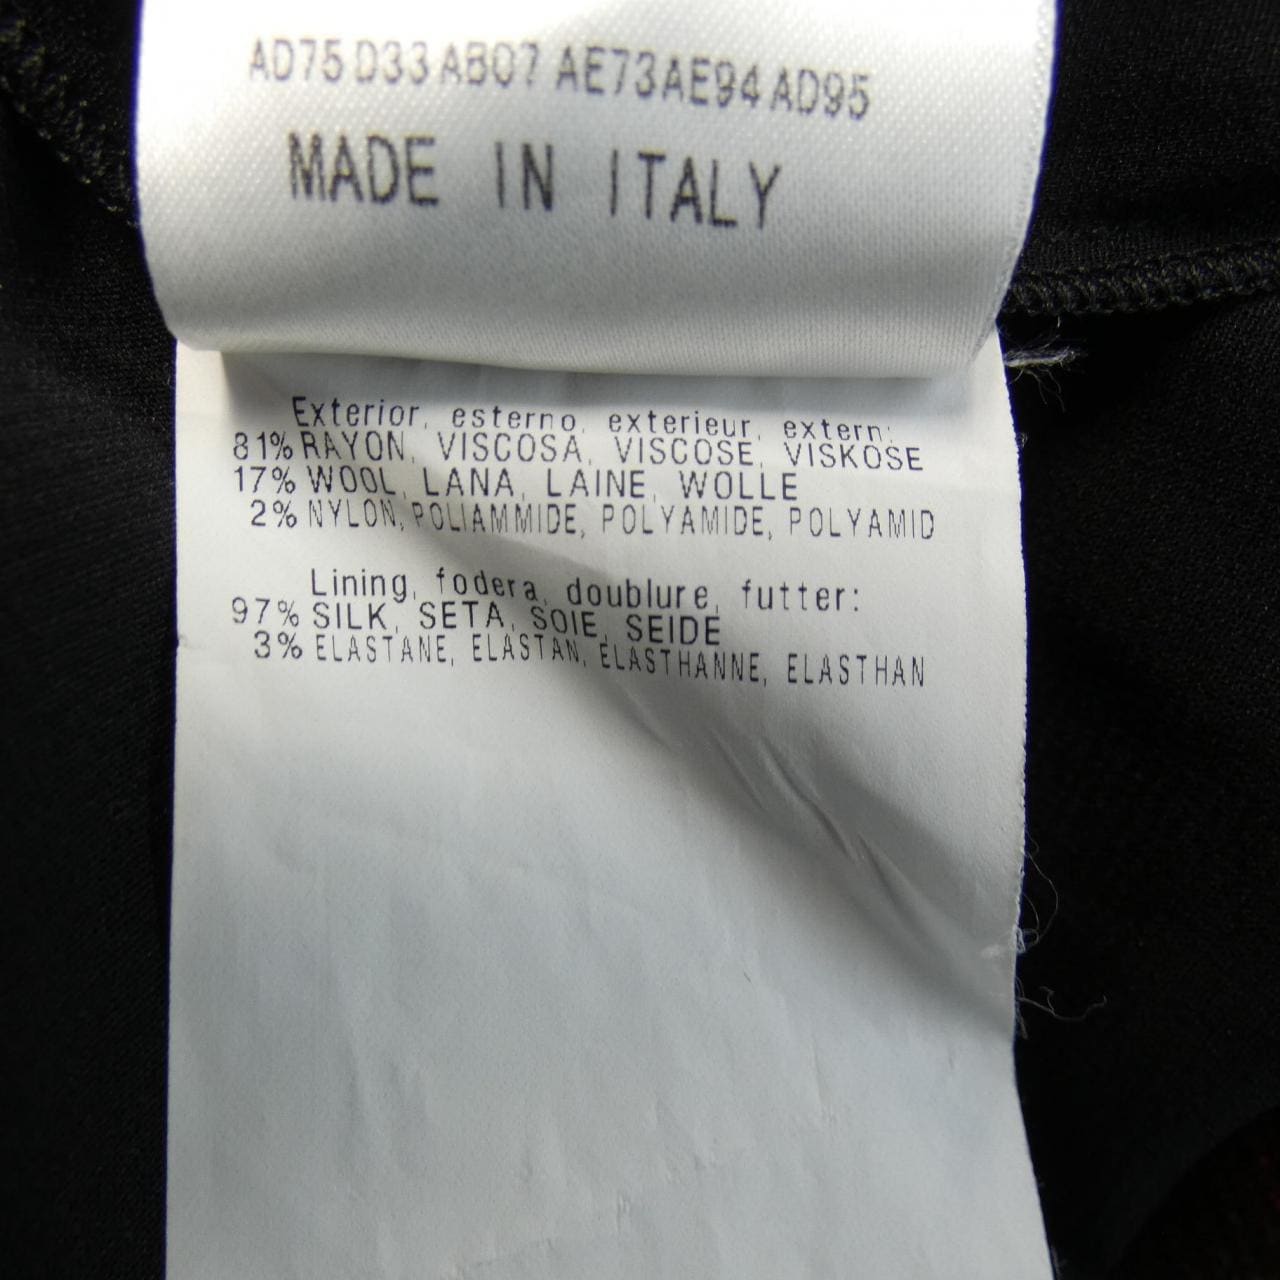 AD75 D33 AB07 AE73 AE94 AD95
MADE IN ITALY
Exterior, esterno, exterieur, extern:
81% RAYON, VISCOSA, VISCOSE, VISKOSE
17% WOOL, LANA, LAINE, WOLLE
2% NYLON, POLIAMMIDE, POLYAMIDE, POLYAMID
Lining, fodera, doublure, futter:
97% SILK, SETA, SOIE, SEIDE
3% ELASTANE, ELASTAN, ELASTHANNE, ELASTHAN